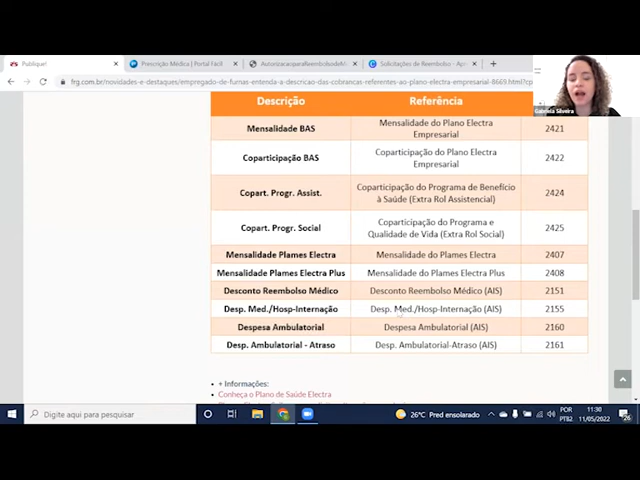 Publique!
Prescrição Médica | Portal Fácil
AutorizacaoparaReembolsodeM
Solicitações de Reembolso - Apr
frg.com.br/novidades-e-destaques/empregado-de-furnas-entenda-a-descricao-das-cobrancas-referentes-ao-plano-electra-empresarial-8669.html?cp
Gabriela Silveira
Descrição Referência
Mensalidade BAS Mensalidade do Plano Electra Empresarial 2421
Coparticipação BAS Coparticipação do Plano Electra Empresarial 2422
Copart. Progr. Assist. Coparticipação do Programa de Benefício à Saúde (Extra Rol Assistencial) 2424
Copart. Progr. Social Coparticipação do Programa e Qualidade de Vida (Extra Rol Social) 2425
Mensalidade Plames Electra Mensalidade do Plames Electra 2407
Mensalidade Plames Electra Plus Mensalidade do Plames Electra Plus 2408
Desconto Reembolso Médico Desconto Reembolso Médico (AIS) 2151
Desp. Med./Hosp-Internação Desp. Med./Hosp-Internação (AIS) 2155
Despesa Ambulatorial Despesa Ambulatorial (AIS) 2160
Desp. Ambulatorial - Atraso Desp. Ambulatorial-Atraso (AIS) 2161
+ Informações:
Conheça o Plano de Saúde Electra
Digite aqui para pesquisar
26°C Pred ensolarado
POR
PTB2
11:30
11/05/2022
26